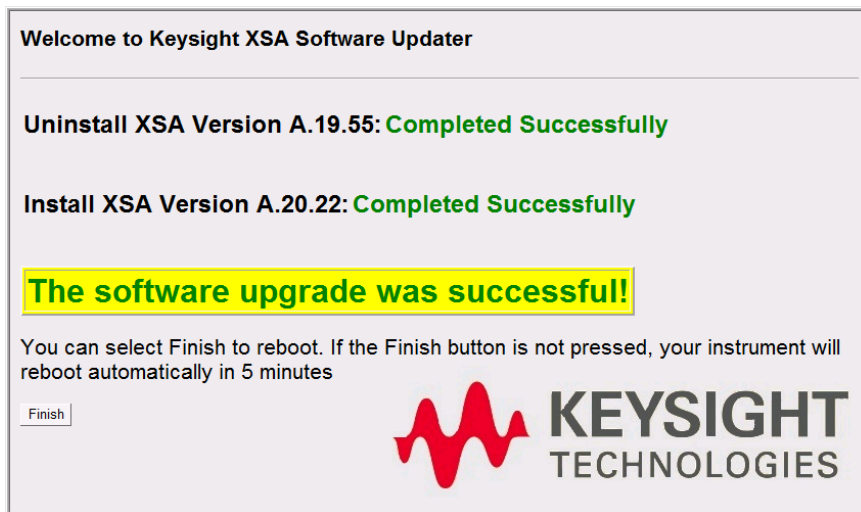 Welcome to Keysight XSA Software Updater
Uninstall XSA Version A.19.55: Completed Successfully
Install XSA Version A.20.22: Completed Successfully
The software upgrade was successful!
You can select Finish to reboot. If the Finish button is not pressed, your instrument will
reboot automatically in 5 minutes
Finish
KEYSIGHT
TECHNOLOGIES